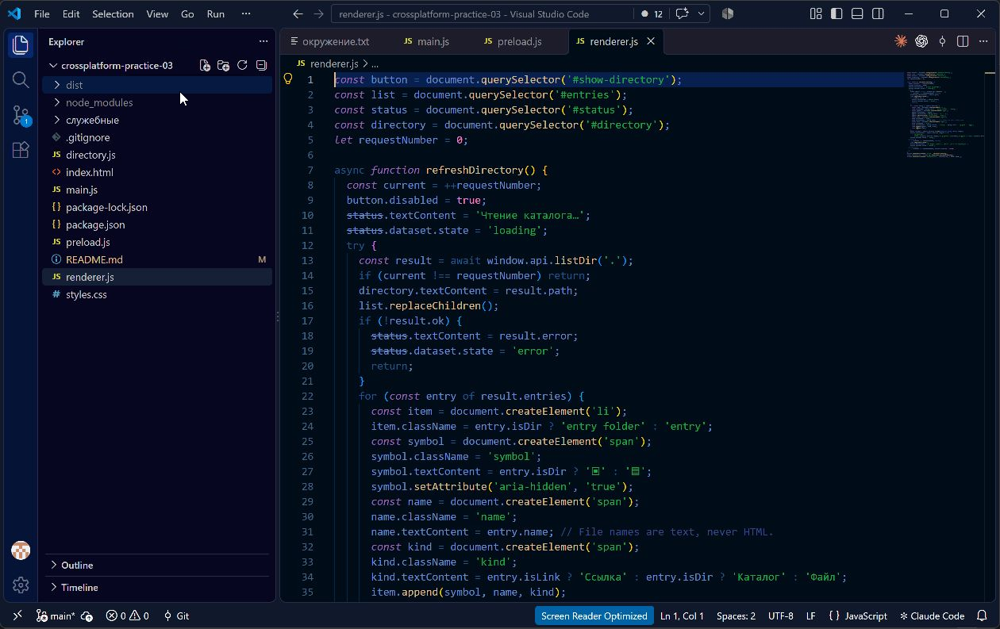 File Edit Selection View Go Run ···
renderer.js - crossplatform-practice-03 - Visual Studio Code
12
Explorer
crossplatform-practice-03
dist
node_modules
служебные
.gitignore
JS directory.js
<> index.html
JS main.js
{} package-lock.json
{} package.json
JS preload.js
README.md M
JS renderer.js
# styles.css
Outline
Timeline
окружение.txt JS main.js JS preload.js JS renderer.js
JS renderer.js > ...
1 const button = document.querySelector('#show-directory');
2 const list = document.querySelector('#entries');
3 const status = document.querySelector('#status');
4 const directory = document.querySelector('#directory');
5 let requestNumber = 0;
6
7 async function refreshDirectory() {
8 const current = ++requestNumber;
9 button.disabled = true;
10 status.textContent = 'Чтение каталога…';
11 status.dataset.state = 'loading';
12 try {
13 const result = await window.api.listDir('.');
14 if (current !== requestNumber) return;
15 directory.textContent = result.path;
16 list.replaceChildren();
17 if (!result.ok) {
18 status.textContent = result.error;
19 status.dataset.state = 'error';
20 return;
21 }
22 for (const entry of result.entries) {
23 const item = document.createElement('li');
24 item.className = entry.isDir ? 'entry folder' : 'entry';
25 const symbol = document.createElement('span');
26 symbol.className = 'symbol';
27 symbol.textContent = entry.isDir ? '▣' : '▤';
28 symbol.setAttribute('aria-hidden', 'true');
29 const name = document.createElement('span');
30 name.className = 'name';
31 name.textContent = entry.name; // File names are text, never HTML.
32 const kind = document.createElement('span');
33 kind.className = 'kind';
34 kind.textContent = entry.isLink ? 'Ссылка' : entry.isDir ? 'Каталог' : 'Файл';
35 item.append(symbol, name, kind);
1
main* 0 0 Git Screen Reader Optimized Ln 1, Col 1 Spaces: 2 UTF-8 LF {} JavaScript Claude Code